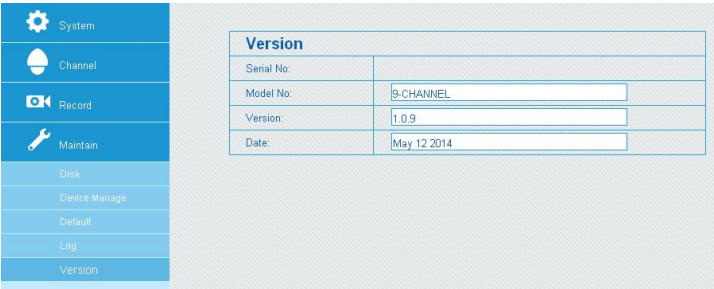 System
Channel
Record
Maintain
Disk
Device Manage
Default
Log
Version
Version
Serial No:
Model No: 9-CHANNEL
Version: 1.0.9
Date: May 12 2014